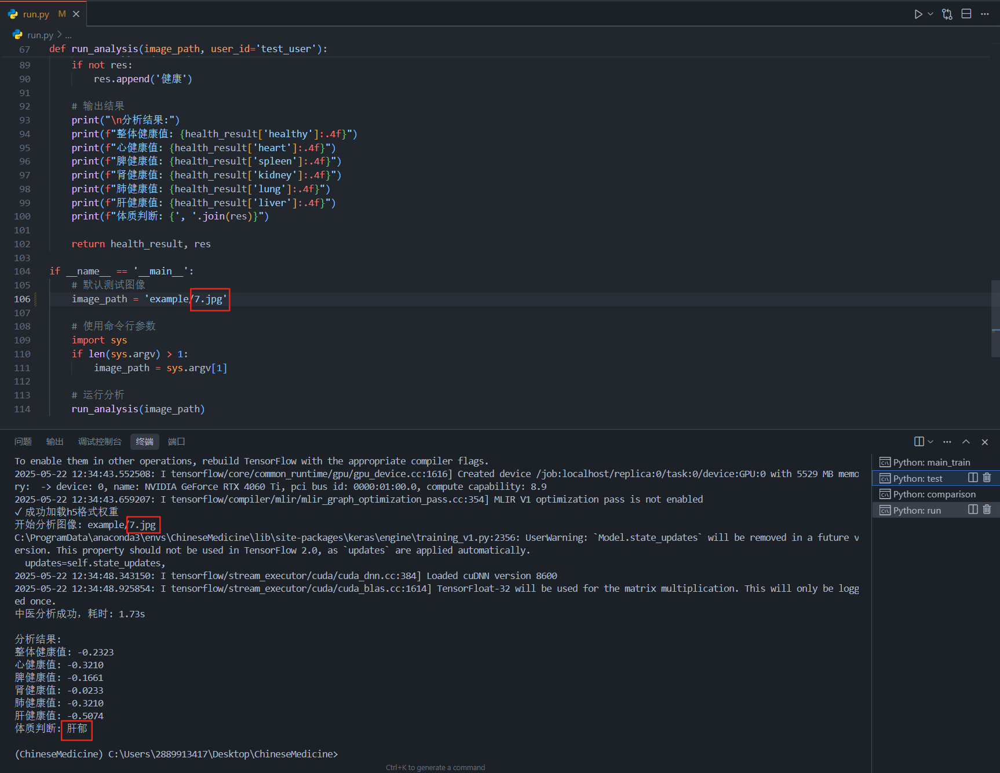 run.py M
run.py > ...
67 def run_analysis(image_path, user_id='test_user'):
89 if not res:
90 res.append('健康')
91
92 # 输出结果
93 print("\n分析结果:")
94 print(f"整体健康值: {health_result['healthy']:.4f}")
95 print(f"心健康值: {health_result['heart']:.4f}")
96 print(f"脾健康值: {health_result['spleen']:.4f}")
97 print(f"肾健康值: {health_result['kidney']:.4f}")
98 print(f"肺健康值: {health_result['lung']:.4f}")
99 print(f"肝健康值: {health_result['liver']:.4f}")
100 print(f"体质判断: {', '.join(res)}")
101
102 return health_result, res
103
104 if __name__ == '__main__':
105 # 默认测试图像
106 image_path = 'example/7.jpg'
107
108 # 使用命令行参数
109 import sys
110 if len(sys.argv) > 1:
111 image_path = sys.argv[1]
112
113 # 运行分析
114 run_analysis(image_path)
问题 输出 调试控制台 终端 端口
To enable them in other operations, rebuild TensorFlow with the appropriate compiler flags.
2025-05-22 12:34:43.552508: I tensorflow/core/common_runtime/gpu/gpu_device.cc:1616] Created device /job:localhost/replica:0/task:0/device:GPU:0 with 5529 MB memo
ry:  -> device: 0, name: NVIDIA GeForce RTX 4060 Ti, pci bus id: 0000:01:00.0, compute capability: 8.9
2025-05-22 12:34:43.659207: I tensorflow/compiler/mlir/mlir_graph_optimization_pass.cc:354] MLIR V1 optimization pass is not enabled
✓ 成功加载h5格式权重
开始分析图像: example/7.jpg
C:\ProgramData\anaconda3\envs\ChineseMedicine\lib\site-packages\keras\engine\training_v1.py:2356: UserWarning: `Model.state_updates` will be removed in a future v
ersion. This property should not be used in TensorFlow 2.0, as `updates` are applied automatically.
updates=self.state_updates,
2025-05-22 12:34:48.343150: I tensorflow/stream_executor/cuda/cuda_dnn.cc:384] Loaded cuDNN version 8600
2025-05-22 12:34:48.925854: I tensorflow/stream_executor/cuda/cuda_blas.cc:1614] TensorFloat-32 will be used for the matrix multiplication. This will only be logg
ed once.
中医分析成功，耗时: 1.73s
分析结果:
整体健康值: -0.2323
心健康值: -0.3210
脾健康值: -0.1661
肾健康值: -0.0233
肺健康值: -0.3210
肝健康值: -0.5074
体质判断: 肝郁
(ChineseMedicine) C:\Users\2889913417\Desktop\ChineseMedicine>
Ctrl+K to generate a command
Python: main_train
Python: test
Python: comparison
Python: run